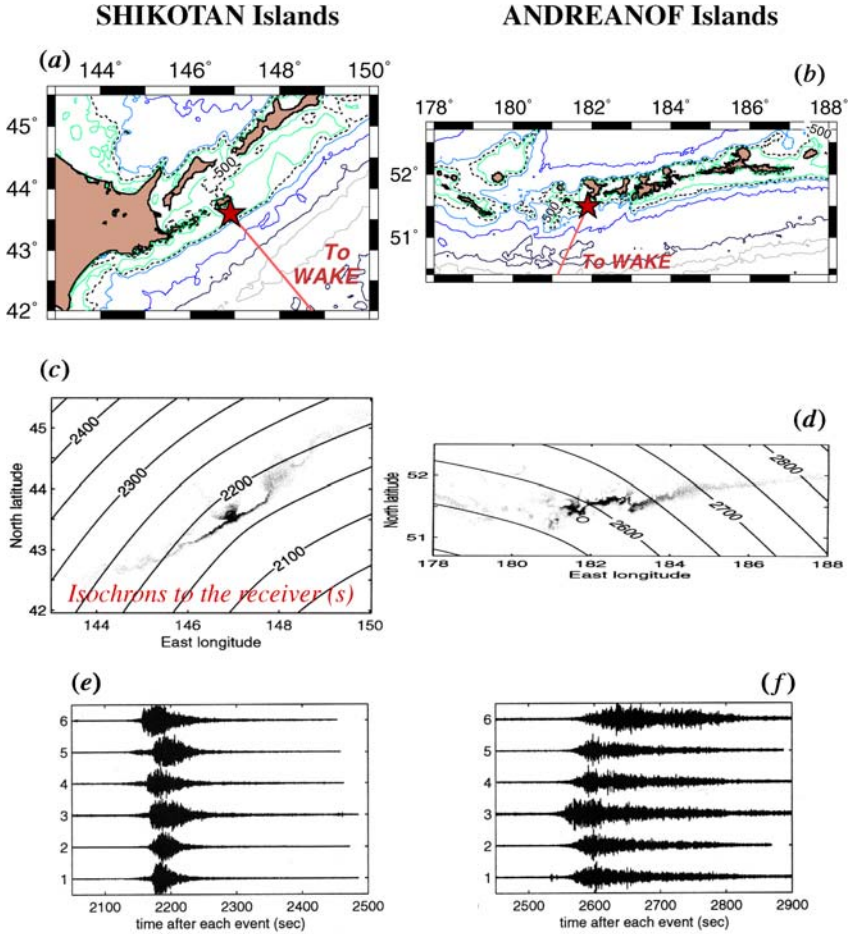 SHIKOTAN Islands
ANDREANOF Islands
(a)
144° 146° 148° 150°
45°
44°
43°
42°
-500
To
WAKE
(b)
178° 180° 182° 184° 186° 188°
52°
51°
-500
To WAKE
(c)
North latitude
45
44
43
42
2400
2300
2200
2100
Isochrons to the receiver (s)
144 146 148 150
East longitude
(d)
North latitude
52
51
2600
2700
2800
178 180 182 184 186 188
East longitude
(e)
6
5
4
3
2
1
2100 2200 2300 2400 2500
time after each event (sec)
(f)
6
5
4
3
2
1
2500 2600 2700 2800 2900
time after each event (sec)